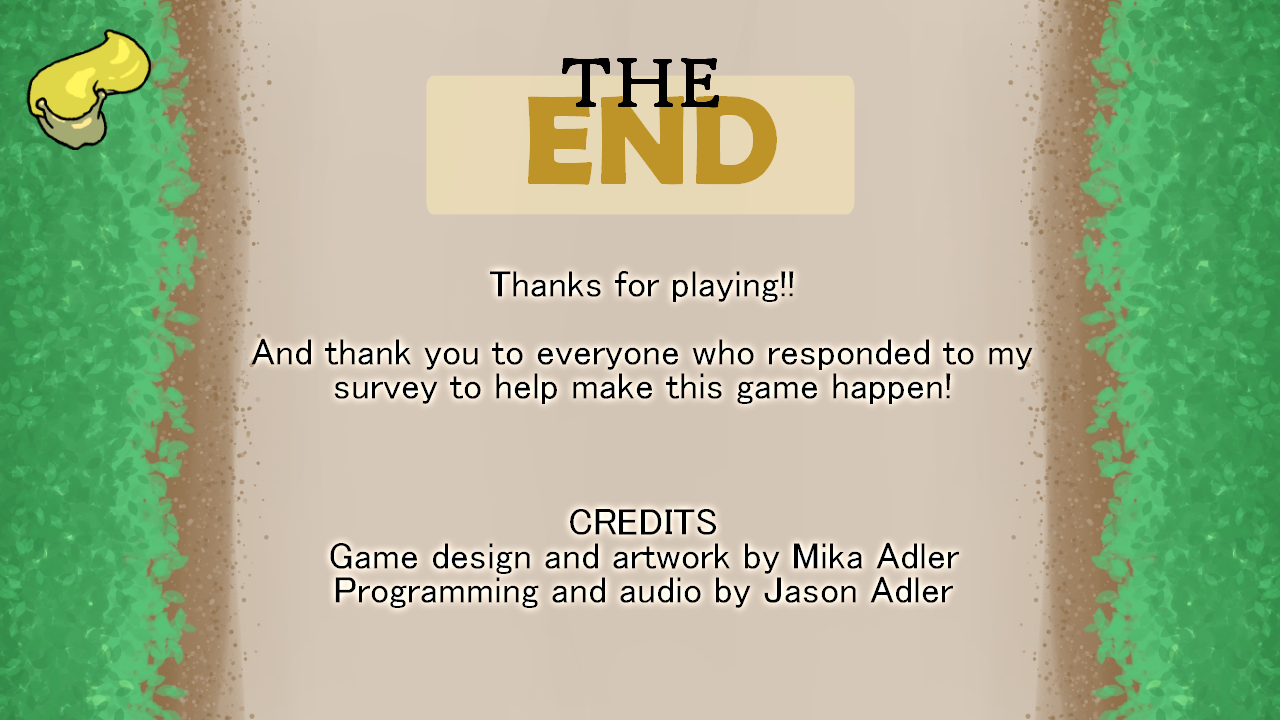 THE
END
Thanks for playing!!
And thank you to everyone who responded to my
survey to help make this game happen!
CREDITS
Game design and artwork by Mika Adler
Programming and audio by Jason Adler